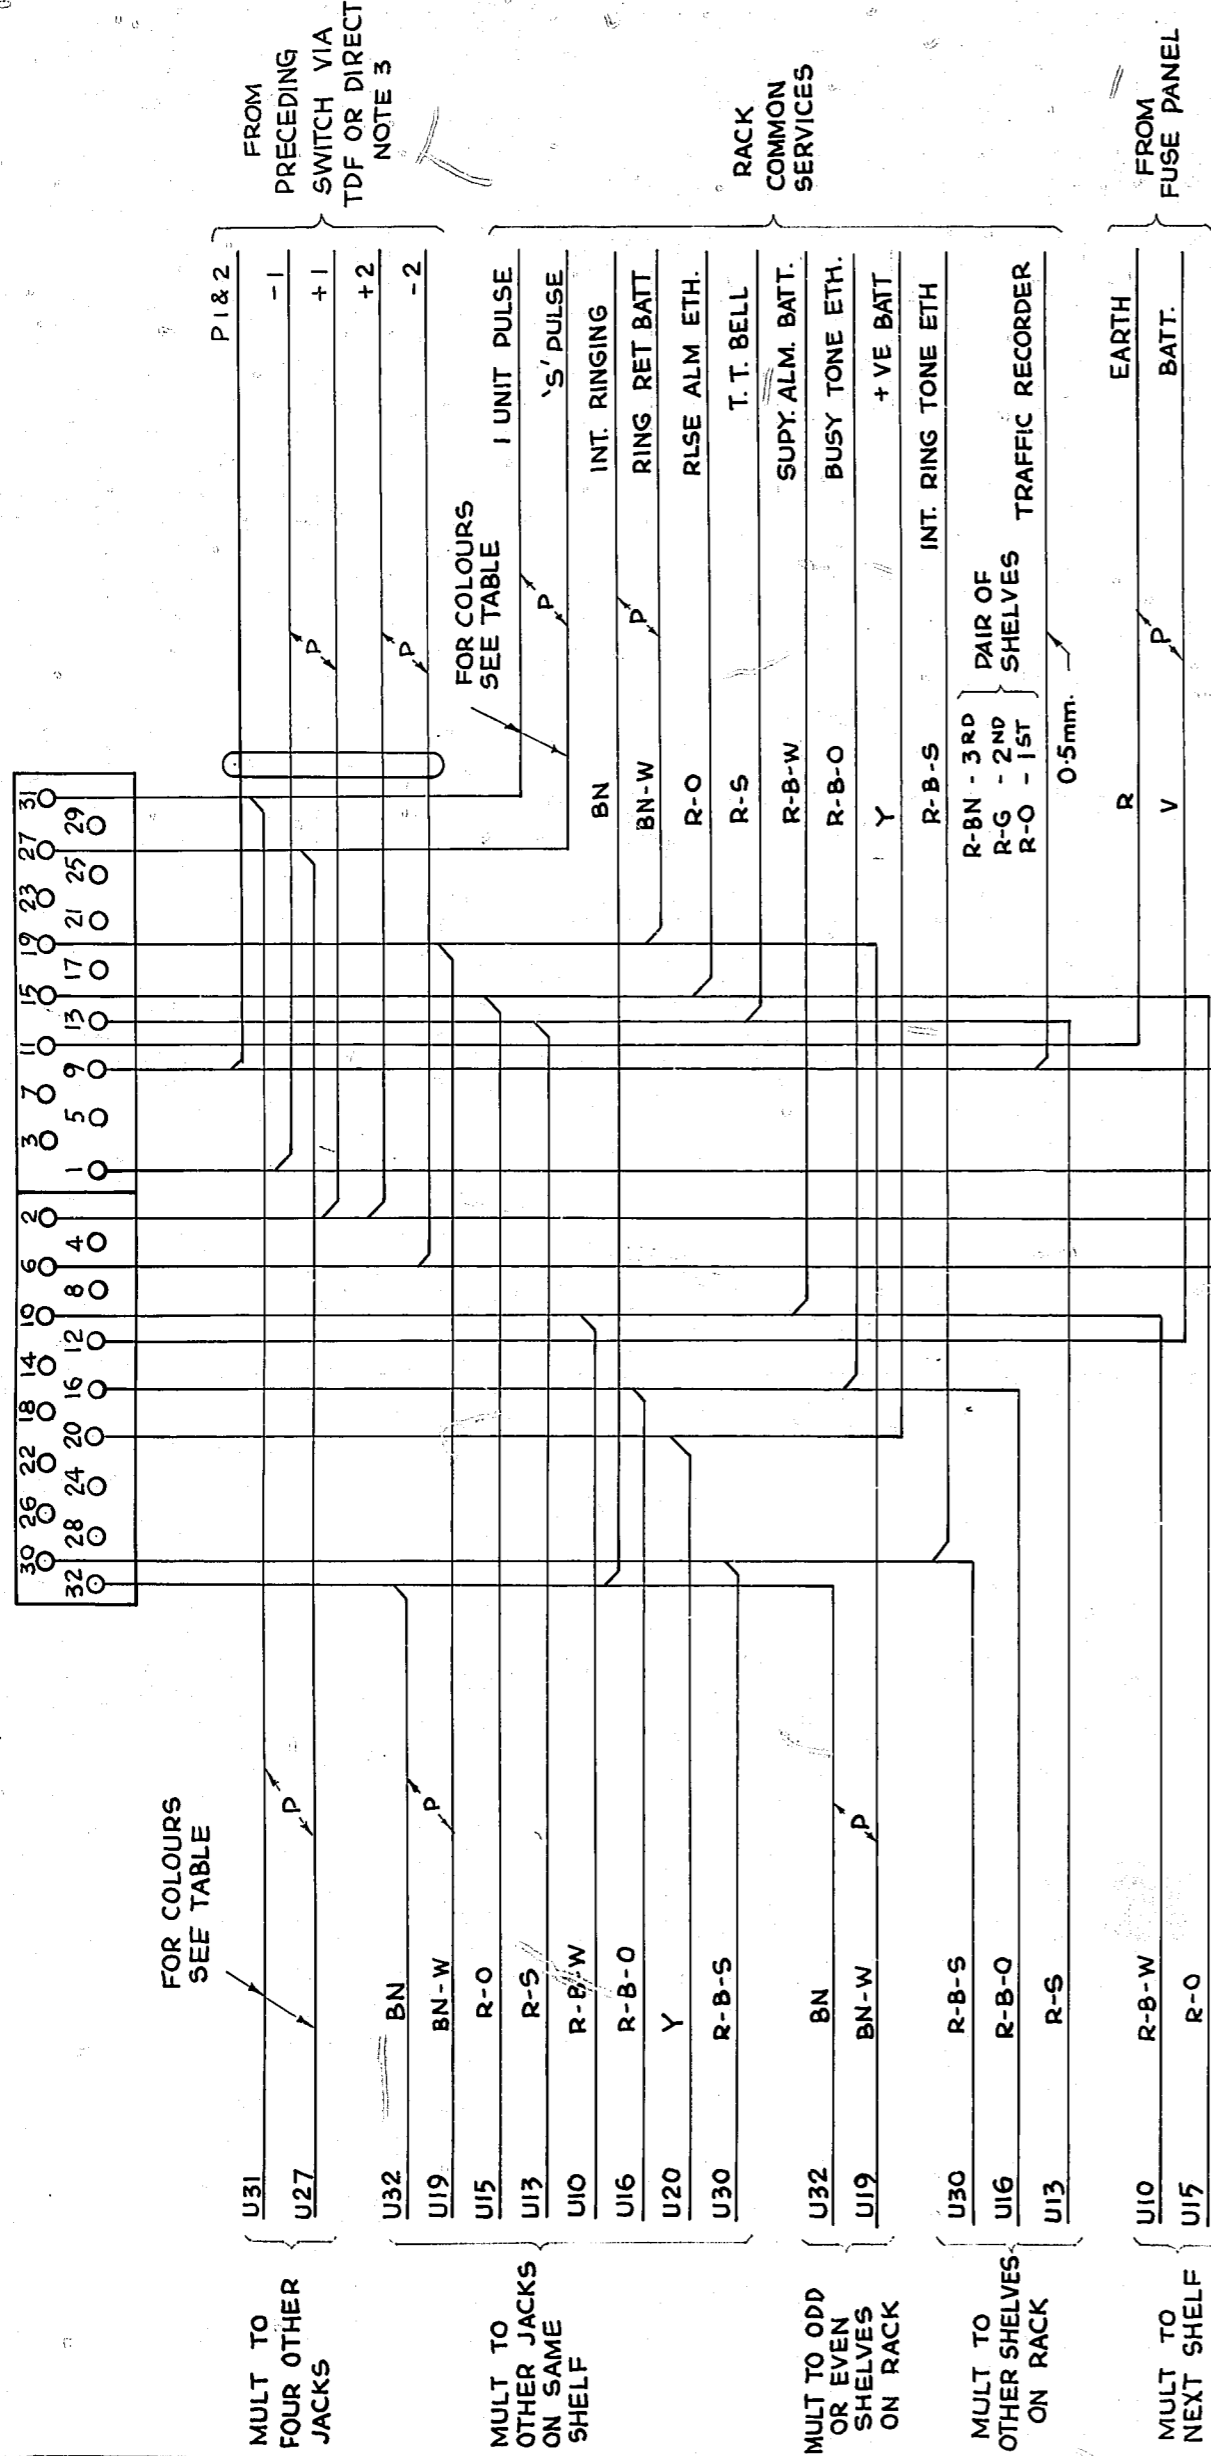 30 26 22 18 14 10 6 2 3 7 11 15 19 23 27 31
32 28 24 20 16 12 8 4 1 5 9 13 17 21 25 29
FOR COLOURS
SEE TABLE
MULT TO
FOUR OTHER
JACKS
U31
U27
P
MULT TO
OTHER JACKS
ON SAME
SHELF
U32 BN
U19 BN-W
P
U15 R-O
U13 R-S
U10 R-B-W
U16 R-B-O
U20 Y
U30 R-B-S
MULT TO ODD
OR EVEN
SHELVES
ON RACK
U32 BN
U19 BN-W
P
MULT TO
OTHER SHELVES
ON RACK
U30 R-B-S
U16 R-B-O
U13 R-S
MULT TO
NEXT SHELF
U10 R-B-W
U15 R-O
P1 & 2
-1
+1
+2
-2
P
P
FROM
PRECEDING
SWITCH VIA
TDF OR DIRECT
NOTE 3
FOR COLOURS
SEE TABLE
1 UNIT PULSE
'S' PULSE
P
BN INT. RINGING
BN-W RING RET BATT
P
R-O RLSE ALM ETH.
R-S T. T. BELL
R-B-W SUPY. ALM. BATT.
R-B-O BUSY TONE ETH.
Y +VE BATT
R-B-S INT. RING TONE ETH
R-BN - 3RD
R-G - 2ND
R-O - 1ST
PAIR OF
SHELVES
TRAFFIC RECORDER
0.5mm.
RACK
COMMON
SERVICES
R EARTH
V BATT.
P
FROM
FUSE PANEL